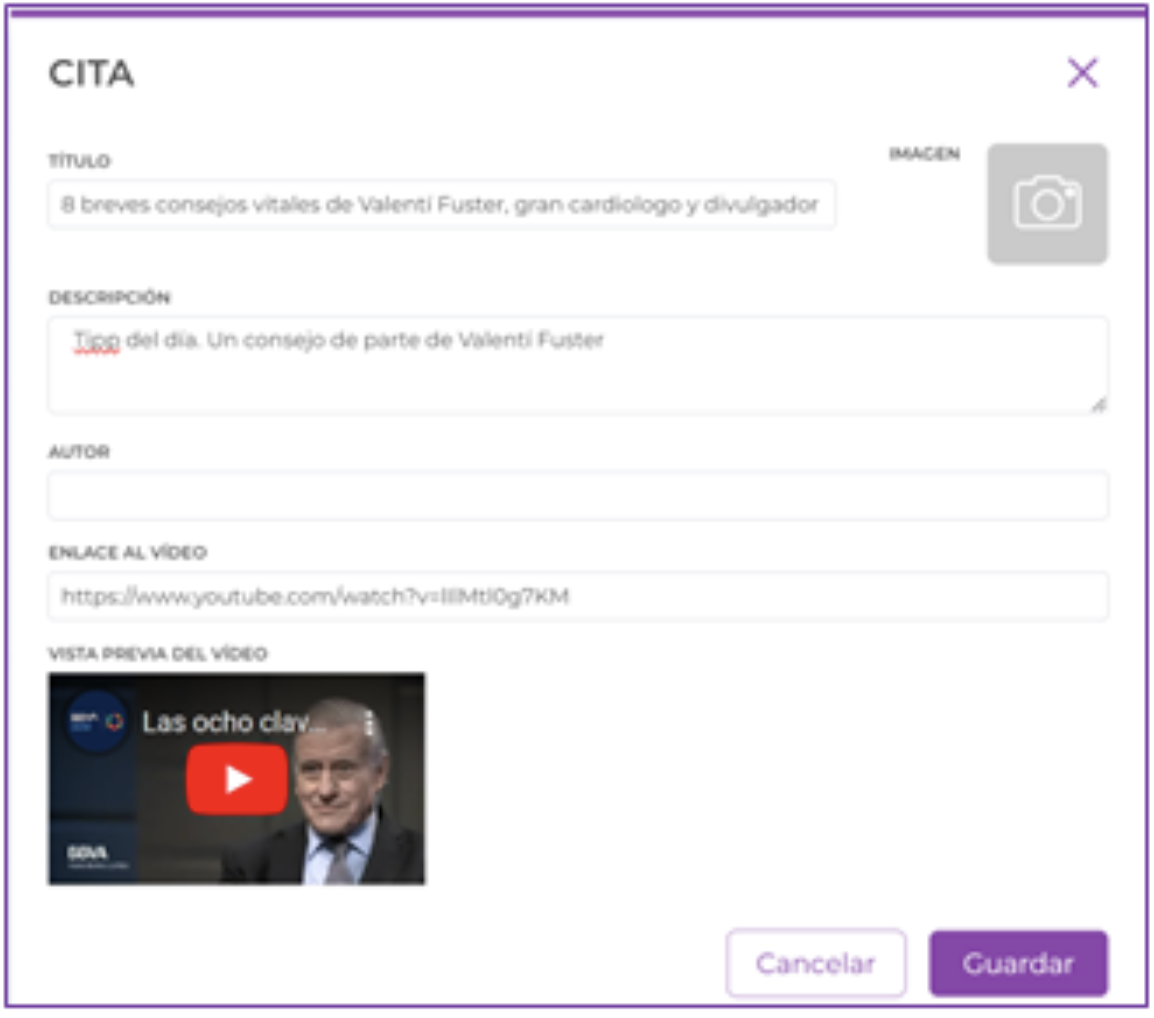 CITA
TÍTULO
IMAGEN
8 breves consejos vitales de Valentí Fuster, gran cardiologo y divulgador
DESCRIPCIÓN
Tipp del día. Un consejo de parte de Valentí Fuster
AUTOR
ENLACE AL VÍDEO
https://www.youtube.com/watch?v=
VISTA PREVIA DEL VÍDEO
Las ocho clav...
BBVA
Cancelar
Guardar